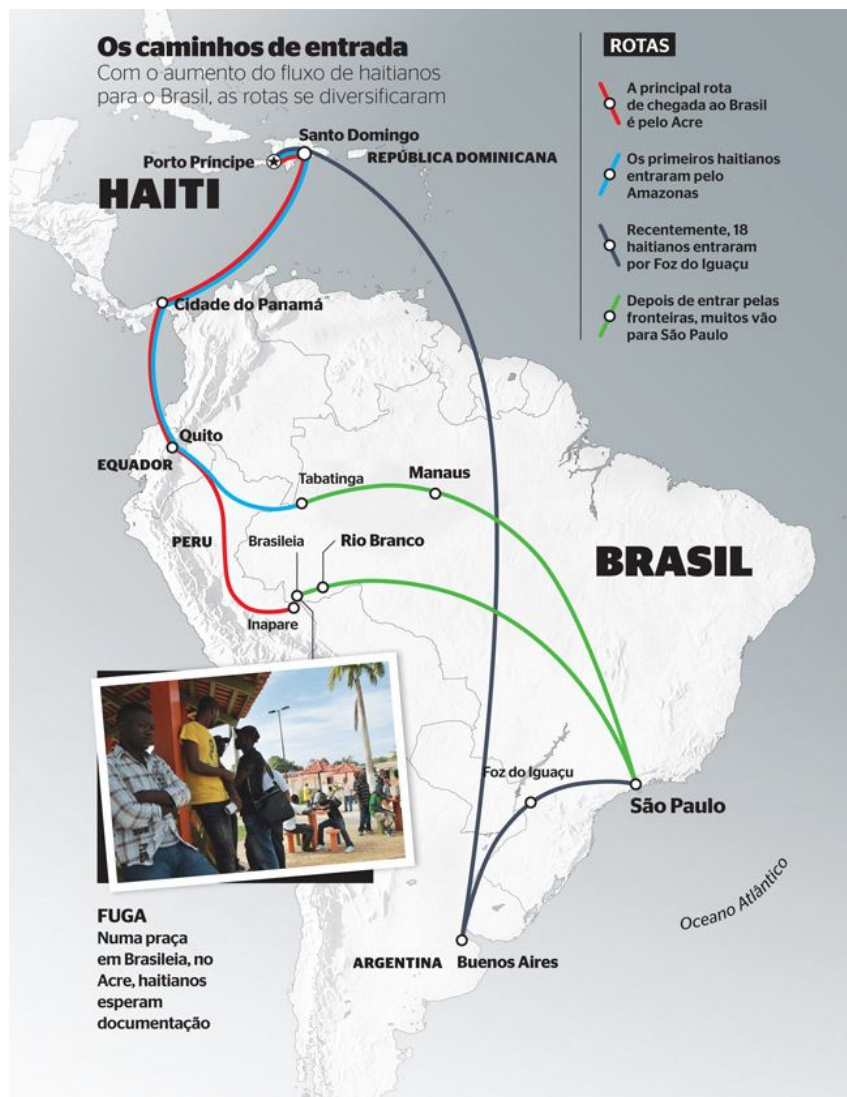 Os caminhos de entrada
Com o aumento do fluxo de haitianos
para o Brasil, as rotas se diversificaram
ROTAS
A principal rota
de chegada ao Brasil
é pelo Acre
Os primeiros haitianos
entraram pelo
Amazonas
Recentemente, 18
haitianos entraram
por Foz do Iguaçu
Depois de entrar pelas
fronteiras, muitos vão
para São Paulo
Santo Domingo
Porto Príncipe
REPÚBLICA DOMINICANA
HAITI
Cidade do Panamá
Quito
EQUADOR
Tabatinga
Manaus
PERU
Brasileia
Rio Branco
BRASIL
Inapare
Foz do Iguaçu
São Paulo
Oceano Atlântico
ARGENTINA
Buenos Aires
FUGA
Numa praça
em Brasileia, no
Acre, haitianos
esperam
documentação